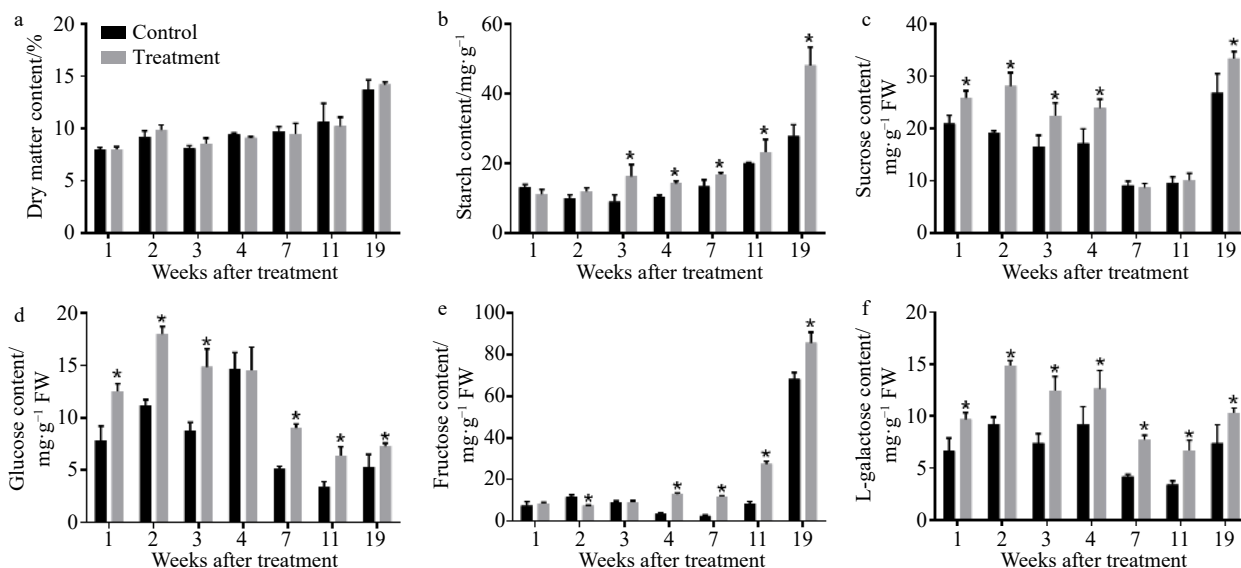 a
20
15
10
5
0
Dry matter content/%
Control
Treatment
1 2 3 4 7 11 19
Weeks after treatment
b
60
40
20
0
Starch content/mg·g⁻¹
* * * * *
1 2 3 4 7 11 19
Weeks after treatment
c
40
30
20
10
0
Sucrose content/
mg·g⁻¹ FW
* * * * *
1 2 3 4 7 11 19
Weeks after treatment
d
20
15
10
5
0
Glucose content/
mg·g⁻¹ FW
* * * * * *
1 2 3 4 7 11 19
Weeks after treatment
e
100
80
60
40
20
0
Fructose content/
mg·g⁻¹ FW
* * * * *
1 2 3 4 7 11 19
Weeks after treatment
f
20
15
10
5
0
L-galactose content/
mg·g⁻¹ FW
* * * * * * *
1 2 3 4 7 11 19
Weeks after treatment